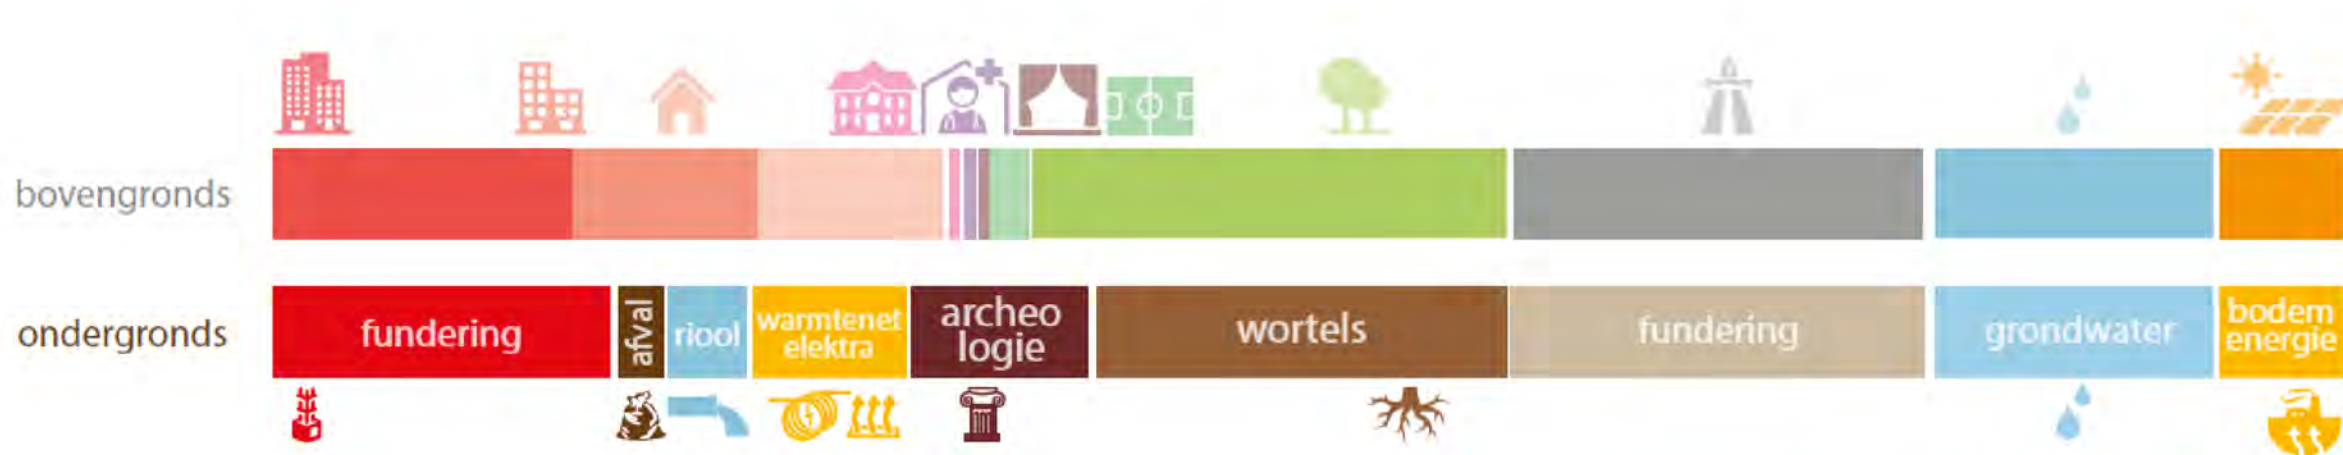 bovengronds
ondergronds
fundering
afval
riool
warmtenet
elektra
archeo
logie
wortels
fundering
grondwater
bodem
energie